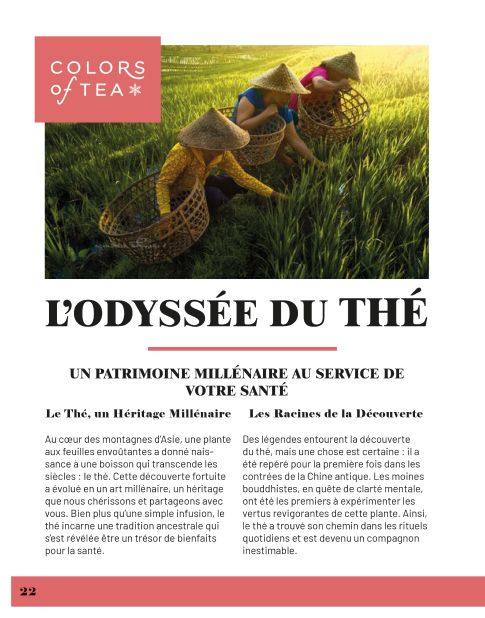 COLORS
of TEA
L'ODYSSÉE DU THÉ
UN PATRIMOINE MILLÉNAIRE AU SERVICE DE
VOTRE SANTÉ
Le Thé, un Héritage Millénaire
Au cœur des montagnes d'Asie, une plante
aux feuilles envoûtantes a donné nais-
sance à une boisson qui transcende les
siècles : le thé. Cette découverte fortuite
a évolué en un art millénaire, un héritage
que nous chérissons et partageons avec
vous. Bien plus qu'une simple infusion, le
thé incarne une tradition ancestrale qui
s'est révélée être un trésor de bienfaits
pour la santé.
Les Racines de la Découverte
Des légendes entourent la découverte
du thé, mais une chose est certaine : il a
été repéré pour la première fois dans les
contrées de la Chine antique. Les moines
bouddhistes, en quête de clarté mentale,
ont été les premiers à expérimenter les
vertus revigorantes de cette plante. Ainsi,
le thé a trouvé son chemin dans les rituels
quotidiens et est devenu un compagnon
inestimable.
22